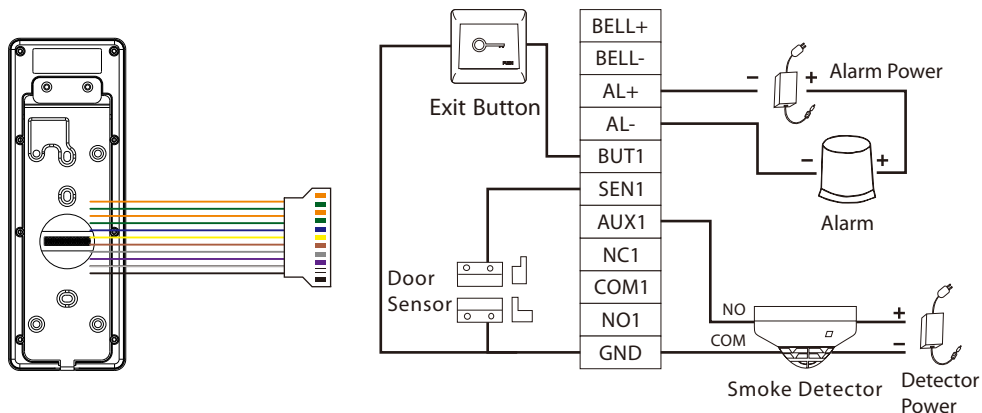 Exit Button
PUSH
Door
Sensor
BELL+
BELL-
AL+
AL-
BUT1
SEN1
AUX1
NC1
COM1
NO1
GND
− + Alarm Power
− +
Alarm
NO
COM
+
−
Smoke Detector
Detector
Power